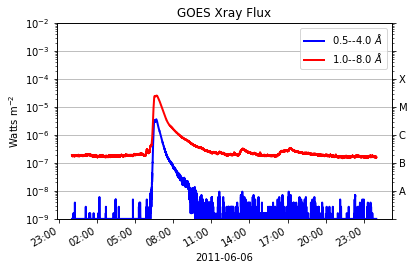 GOES Xray Flux
10⁻²
10⁻³
10⁻⁴
10⁻⁵
10⁻⁶
10⁻⁷
10⁻⁸
10⁻⁹
Watts m⁻²
0.5--4.0 Å
1.0--8.0 Å
X
M
C
B
A
23:00
02:00
05:00
08:00
11:00
14:00
17:00
20:00
23:00
2011-06-06